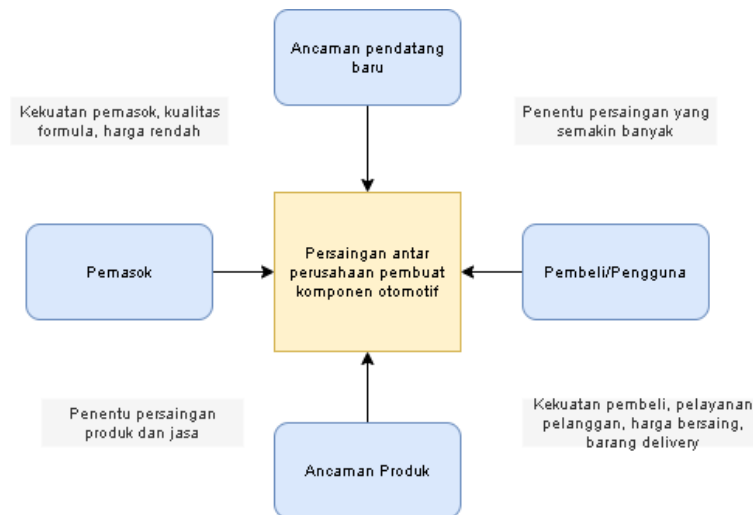 Ancaman pendatang
baru
Kekuatan pemasok, kualitas
formula, harga rendah
Penentu persaingan yang
semakin banyak
Pemasok
Persaingan antar
perusahaan pembuat
komponen otomotif
Pembeli/Pengguna
Penentu persaingan
produk dan jasa
Kekuatan pembeli, pelayanan
pelanggan, harga bersaing,
barang delivery
Ancaman Produk